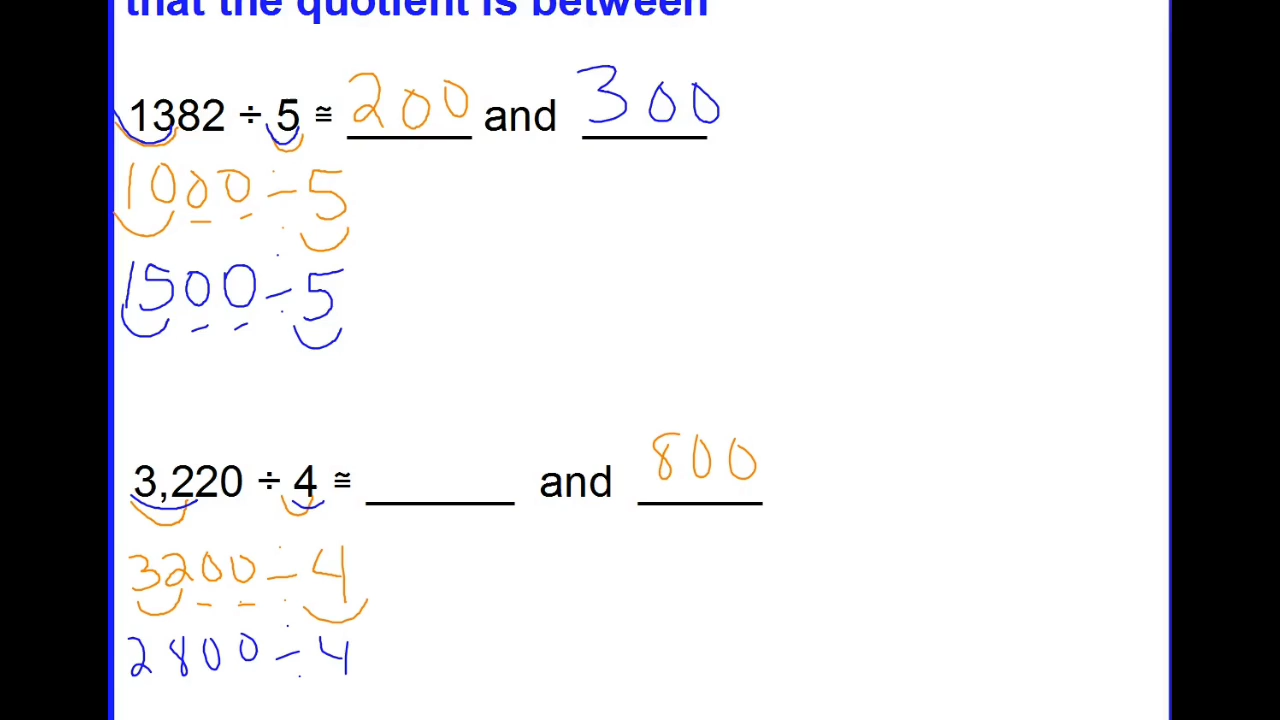 that the quotient is between
1382 ÷ 5 ≅ 200 and 300
1000 ÷ 5
1500 ÷ 5
3,220 ÷ 4 ≅ ______ and 800
3200 ÷ 4
2800 ÷ 4